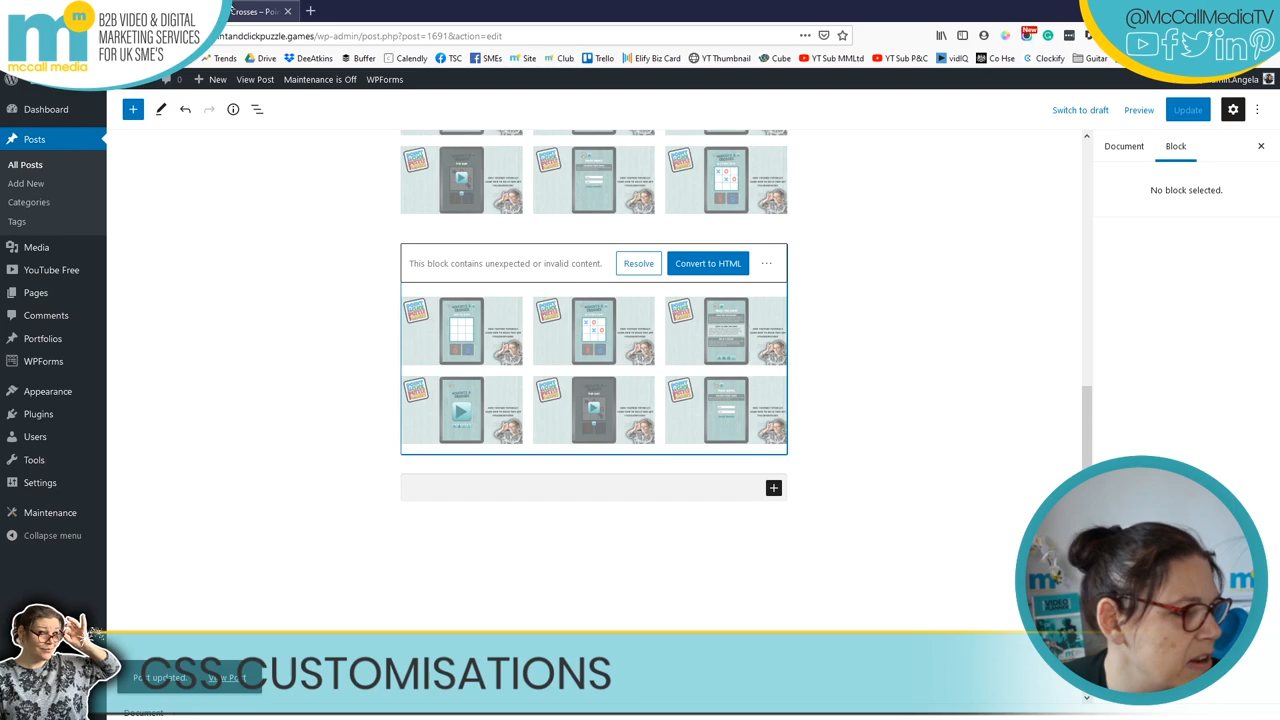 B2B VIDEO & DIGITAL
MARKETING SERVICES
FOR UK SME'S
m
mccall media
Crosses – Poi
@McCallMediaTV
ntandclickpuzzle.games/wp-admin/post.php?post=1691&action=edit
Trends
Drive
DeeAtkins
Buffer
Calendly
TSC
SMEs
Site
Club
Trello
Elify Biz Card
YT Thumbnail
Cube
YT Sub MMLtd
YT Sub P&C
vidIQ
Co Hse
Clockify
Guitar
New
0
New
View Post
Maintenance is Off
WPForms
Angela
Dashboard
Posts
All Posts
Add New
Categories
Tags
Media
YouTube Free
Pages
Comments
Portfolios
WPForms
Appearance
Plugins
Users
Tools
Settings
Maintenance
Collapse menu
Switch to draft
Preview
Update
Document
Block
No block selected.
This block contains unexpected or invalid content.
Resolve
Convert to HTML
CSS CUSTOMISATIONS
Post updated.
View Post
Document